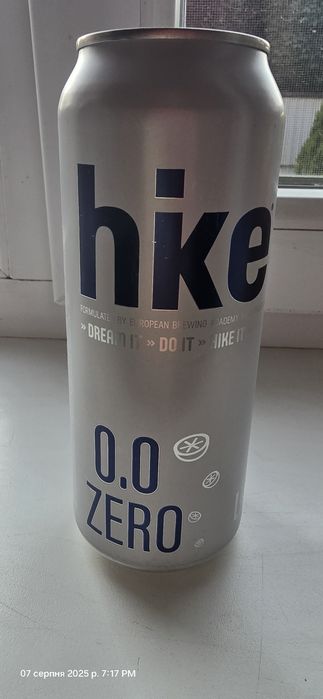 hike
FORMULATED BY EUROPEAN BREWING ACADEMY
» DREAM IT » DO IT » HIKE IT
0.0
ZERO
07 серпня 2025 р. 7:17 PM